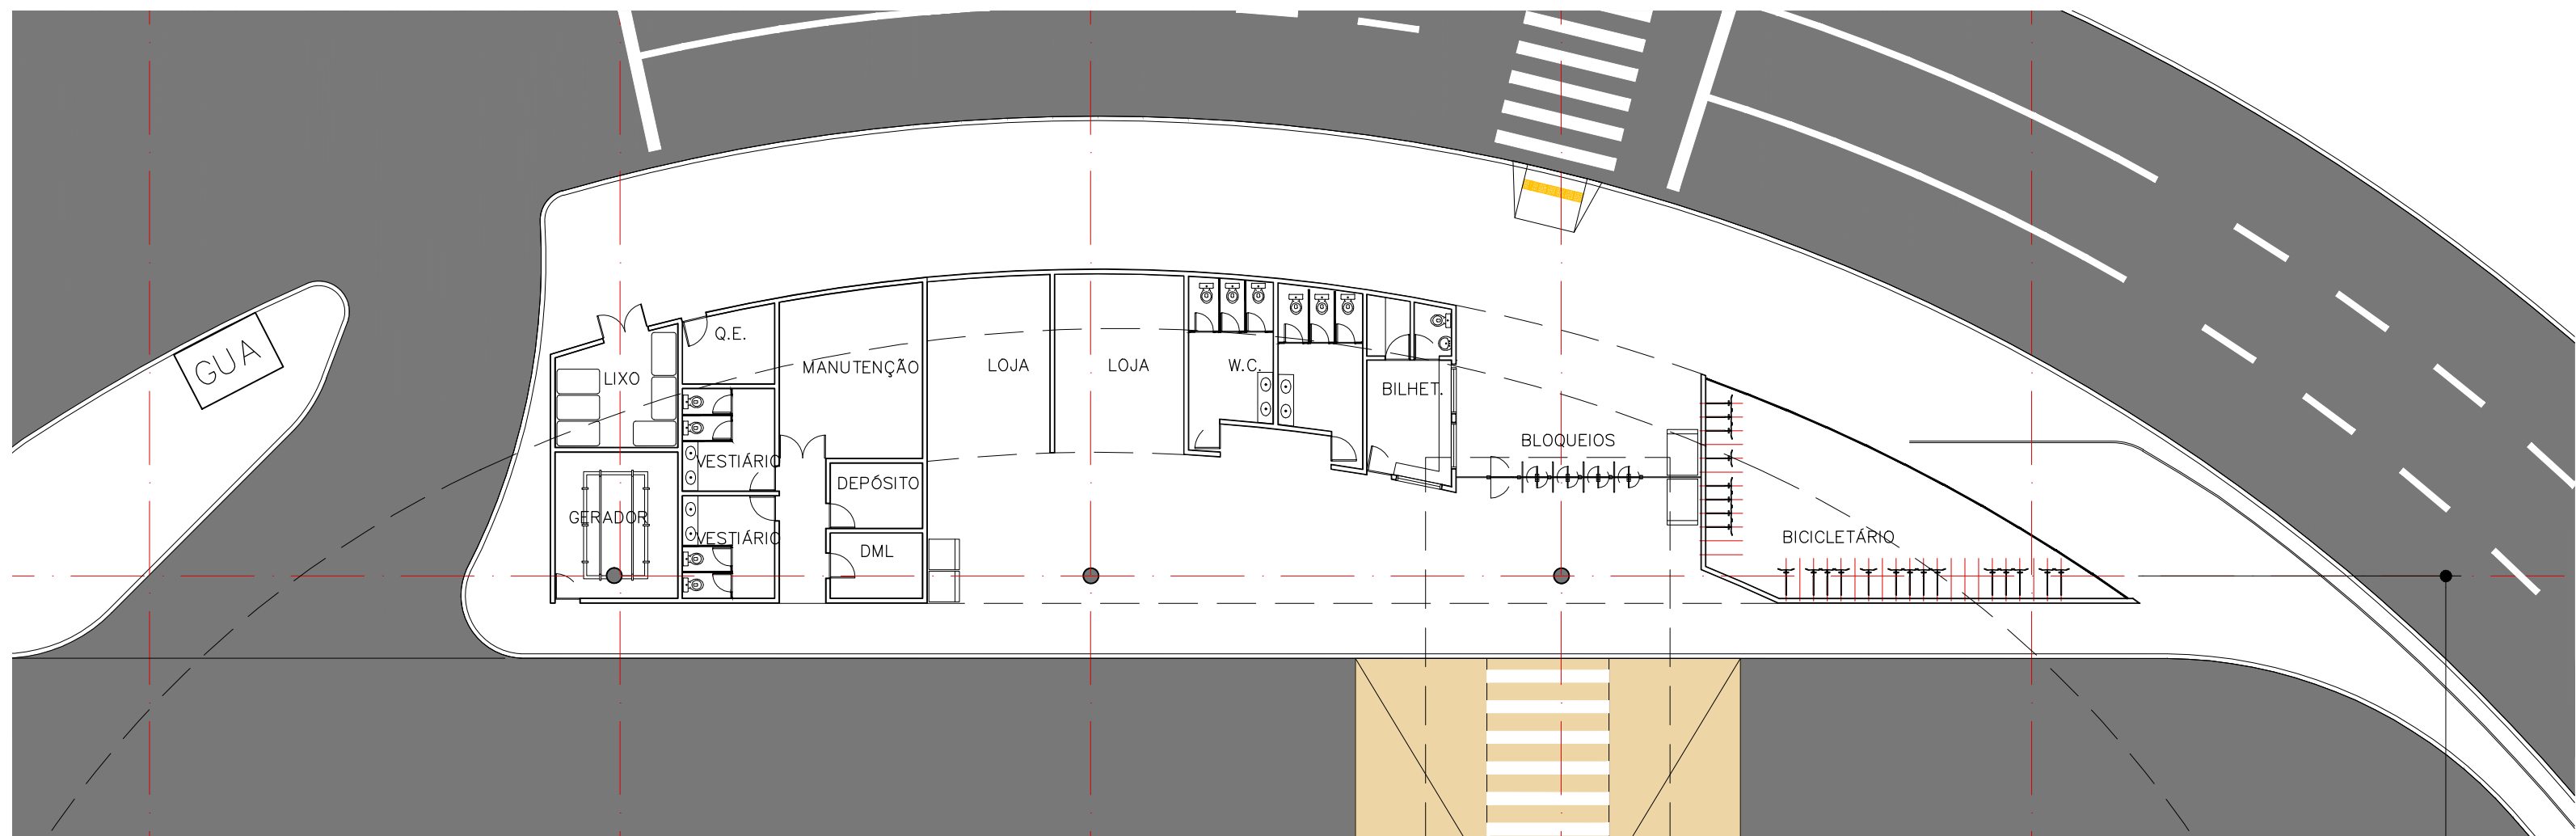 GUA
LIXO
Q.E.
MANUTENÇÃO
LOJA
LOJA
W.C.
BILHET.
BLOQUEIOS
VESTIÁRIO
DEPÓSITO
GERADOR
VESTIÁRIO
DML
BICICLETÁRIO